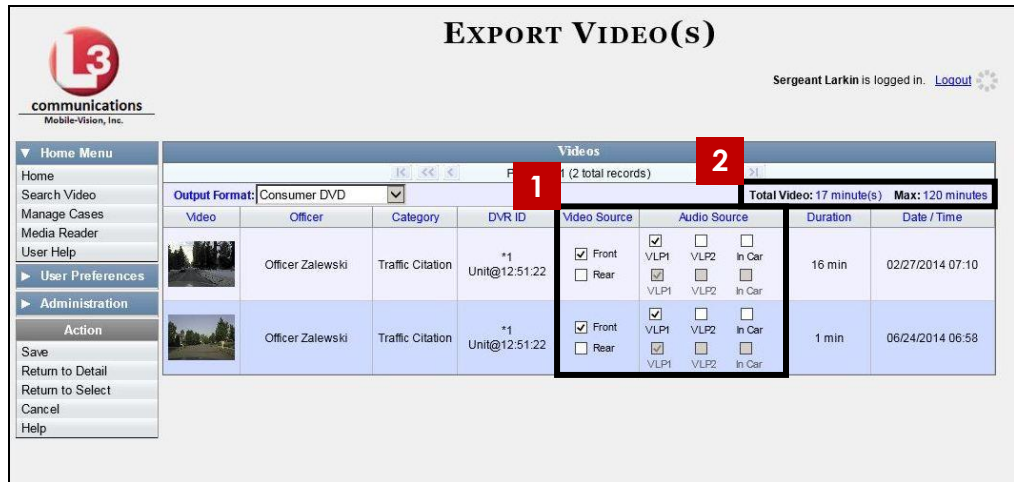 EXPORT VIDEO(S)
L3
communications
Mobile-Vision, Inc.
Sergeant Larkin is logged in. Logout
▼ Home Menu
Home
Search Video
Manage Cases
Media Reader
User Help
▶ User Preferences
▶ Administration
Action
Save
Return to Detail
Return to Select
Cancel
Help
Videos
1 (2 total records)
1
2
Output Format: Consumer DVD
Total Video: 17 minute(s) Max: 120 minutes
Video Officer Category DVR ID Video Source Audio Source Duration Date / Time
Officer Zalewski Traffic Citation *1 Unit@12:51:22 Front Rear VLP1 VLP2 In Car VLP1 VLP2 In Car 16 min 02/27/2014 07:10
Officer Zalewski Traffic Citation *1 Unit@12:51:22 Front Rear VLP1 VLP2 In Car VLP1 VLP2 In Car 1 min 06/24/2014 06:58